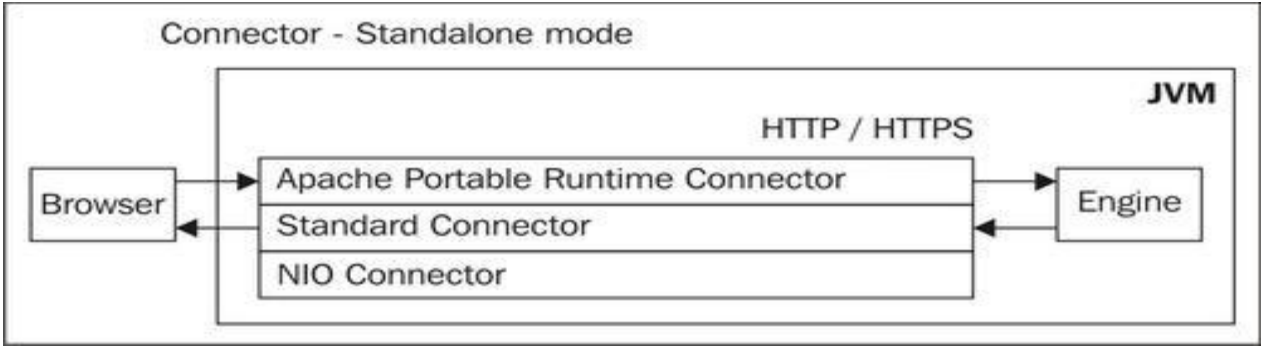 Connector - Standalone mode
JVM
HTTP / HTTPS
Browser
Apache Portable Runtime Connector
Standard Connector
NIO Connector
Engine